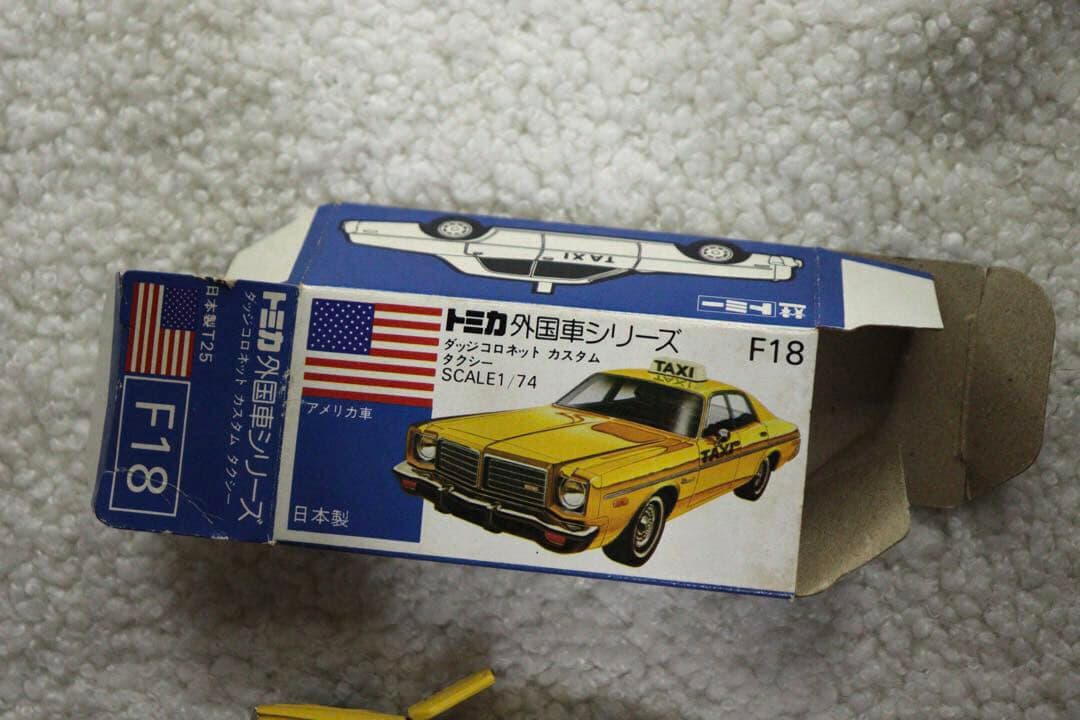 TAXI
トミー
トミカ外国車シリーズ
ダッジコロネット カスタム
タクシー
SCALE1/74
F18
アメリカ車
日本製
TAXI
TAXI
TAXI
トミカ外国車シリーズ
ダッジコロネット カスタム タクシー
日本製T25
F18